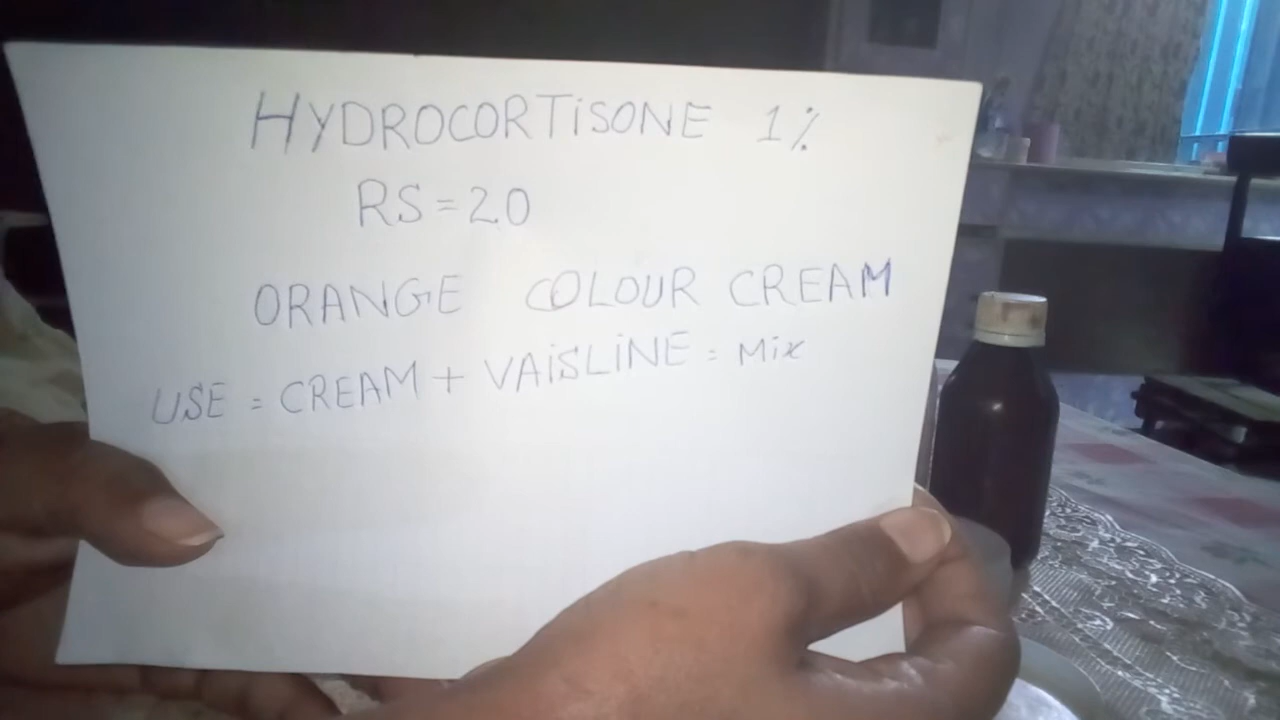 HYDROCORTiSONE 1%
RS=20
ORANGE COLOUR CREAM
USE = CREAM + VAiSLiNE = Mix